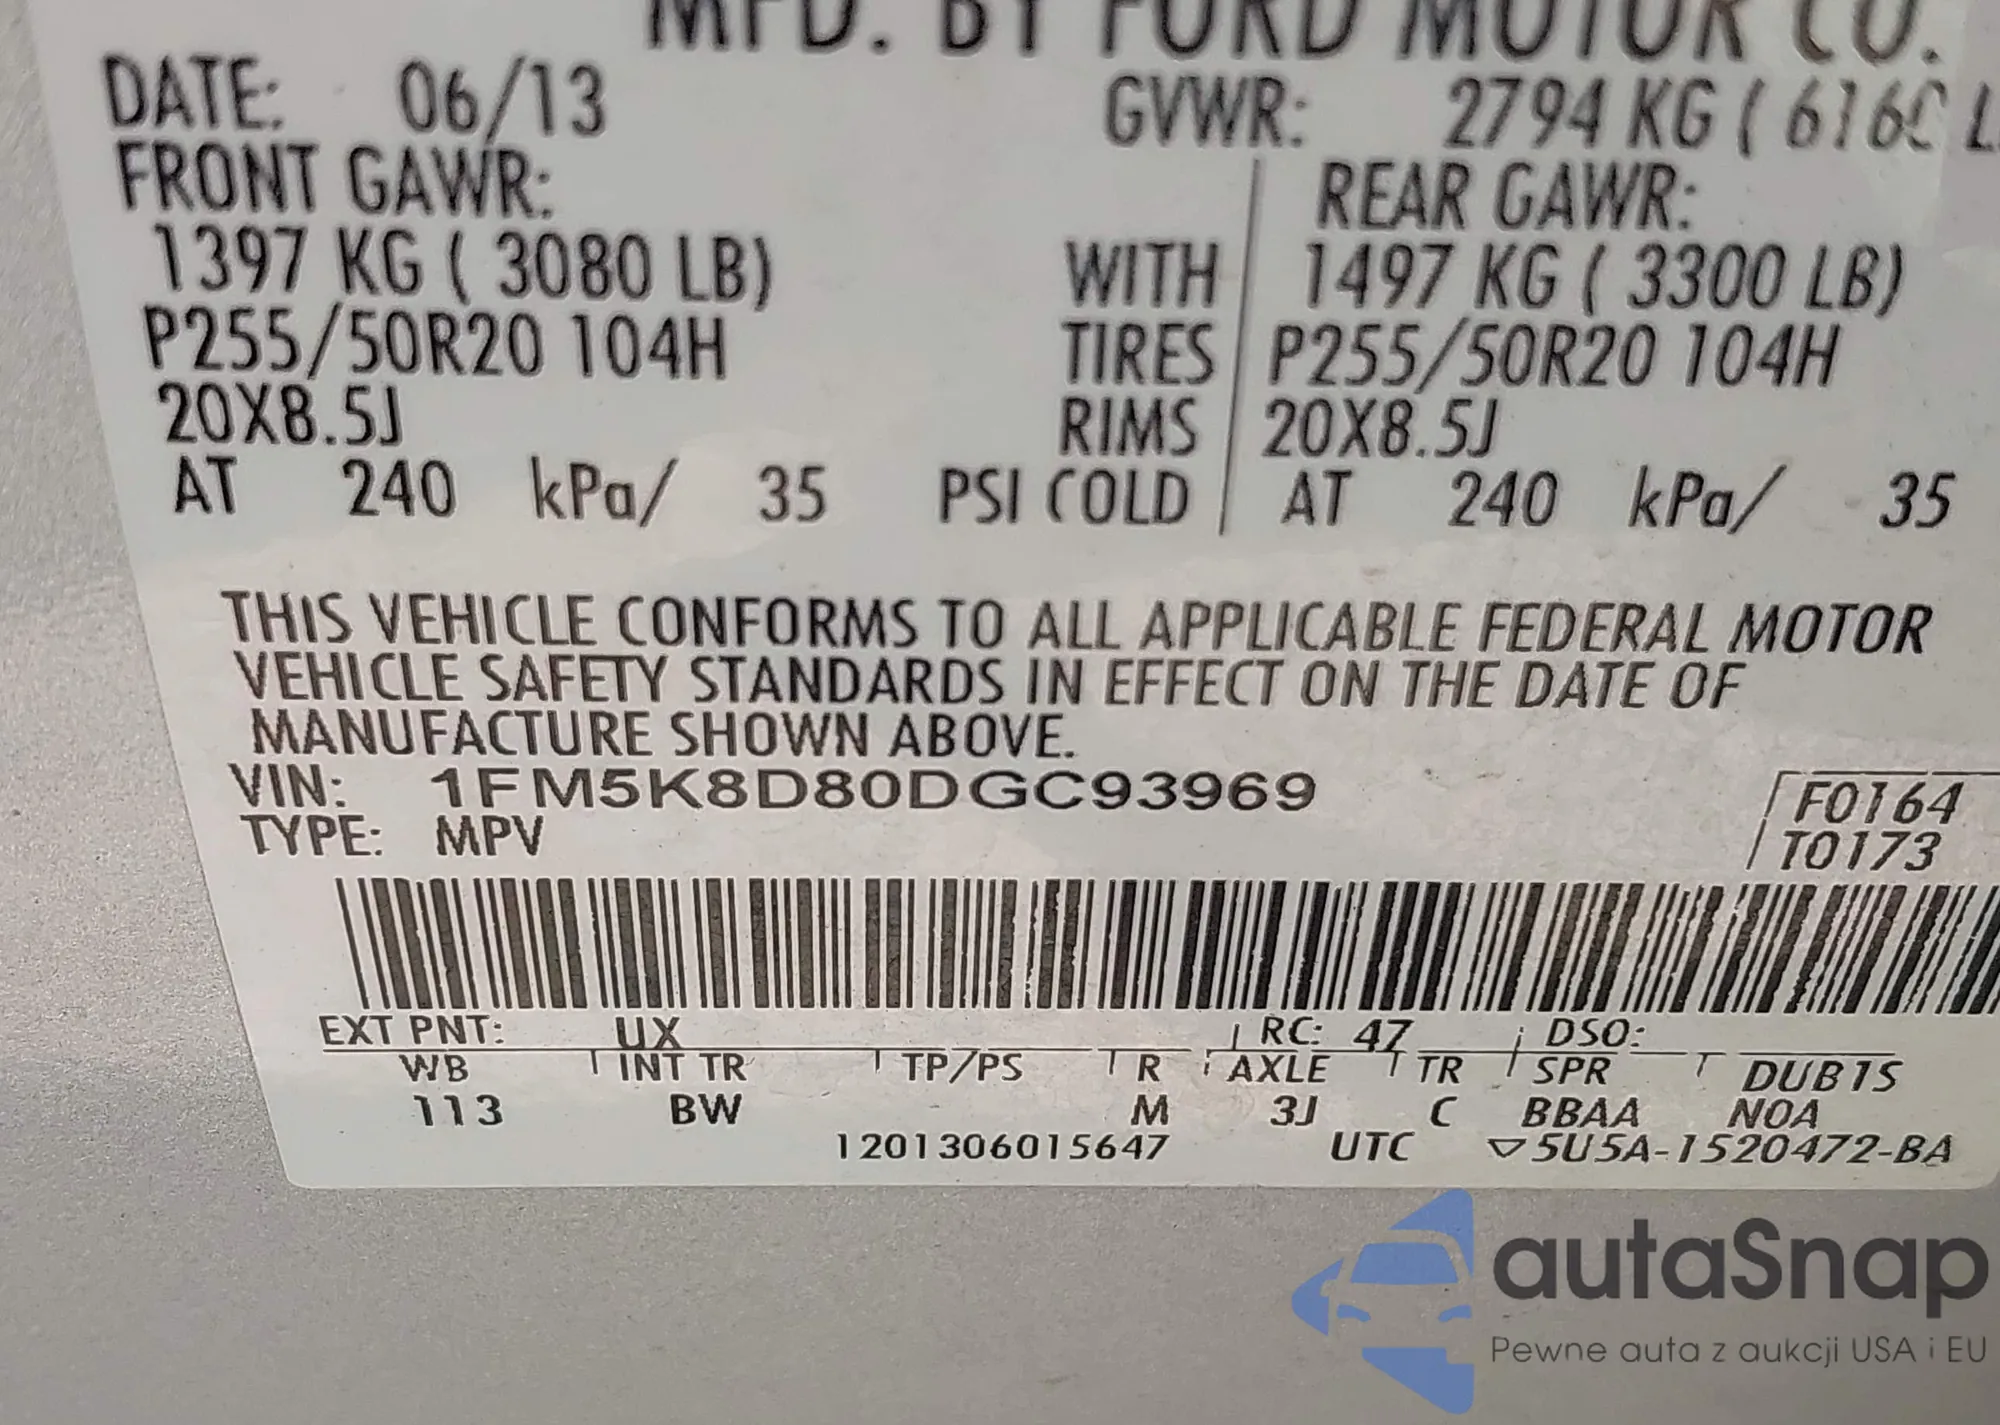 MFD. BY FORD MOTOR CO.
DATE: 06/13 GVWR: 2794 KG ( 6160 L
FRONT GAWR: REAR GAWR:
1397 KG ( 3080 LB) WITH 1497 KG ( 3300 LB)
P255/50R20 104H TIRES P255/50R20 104H
20X8.5J RIMS 20X8.5J
AT 240 kPa/ 35 PSI COLD AT 240 kPa/ 35
THIS VEHICLE CONFORMS TO ALL APPLICABLE FEDERAL MOTOR
VEHICLE SAFETY STANDARDS IN EFFECT ON THE DATE OF
MANUFACTURE SHOWN ABOVE.
VIN: 1FM5K8D80DGC93969 F0164
TYPE: MPV T0173
EXT PNT: UX RC: 47 DSO:
WB INT TR TP/PS R AXLE TR SPR DUB1S
113 BW M 3J C BBAA NOA
1201306015647 UTC ▽5U5A-1520472-BA
autaSnap
Pewne auta z aukcji USA i EU